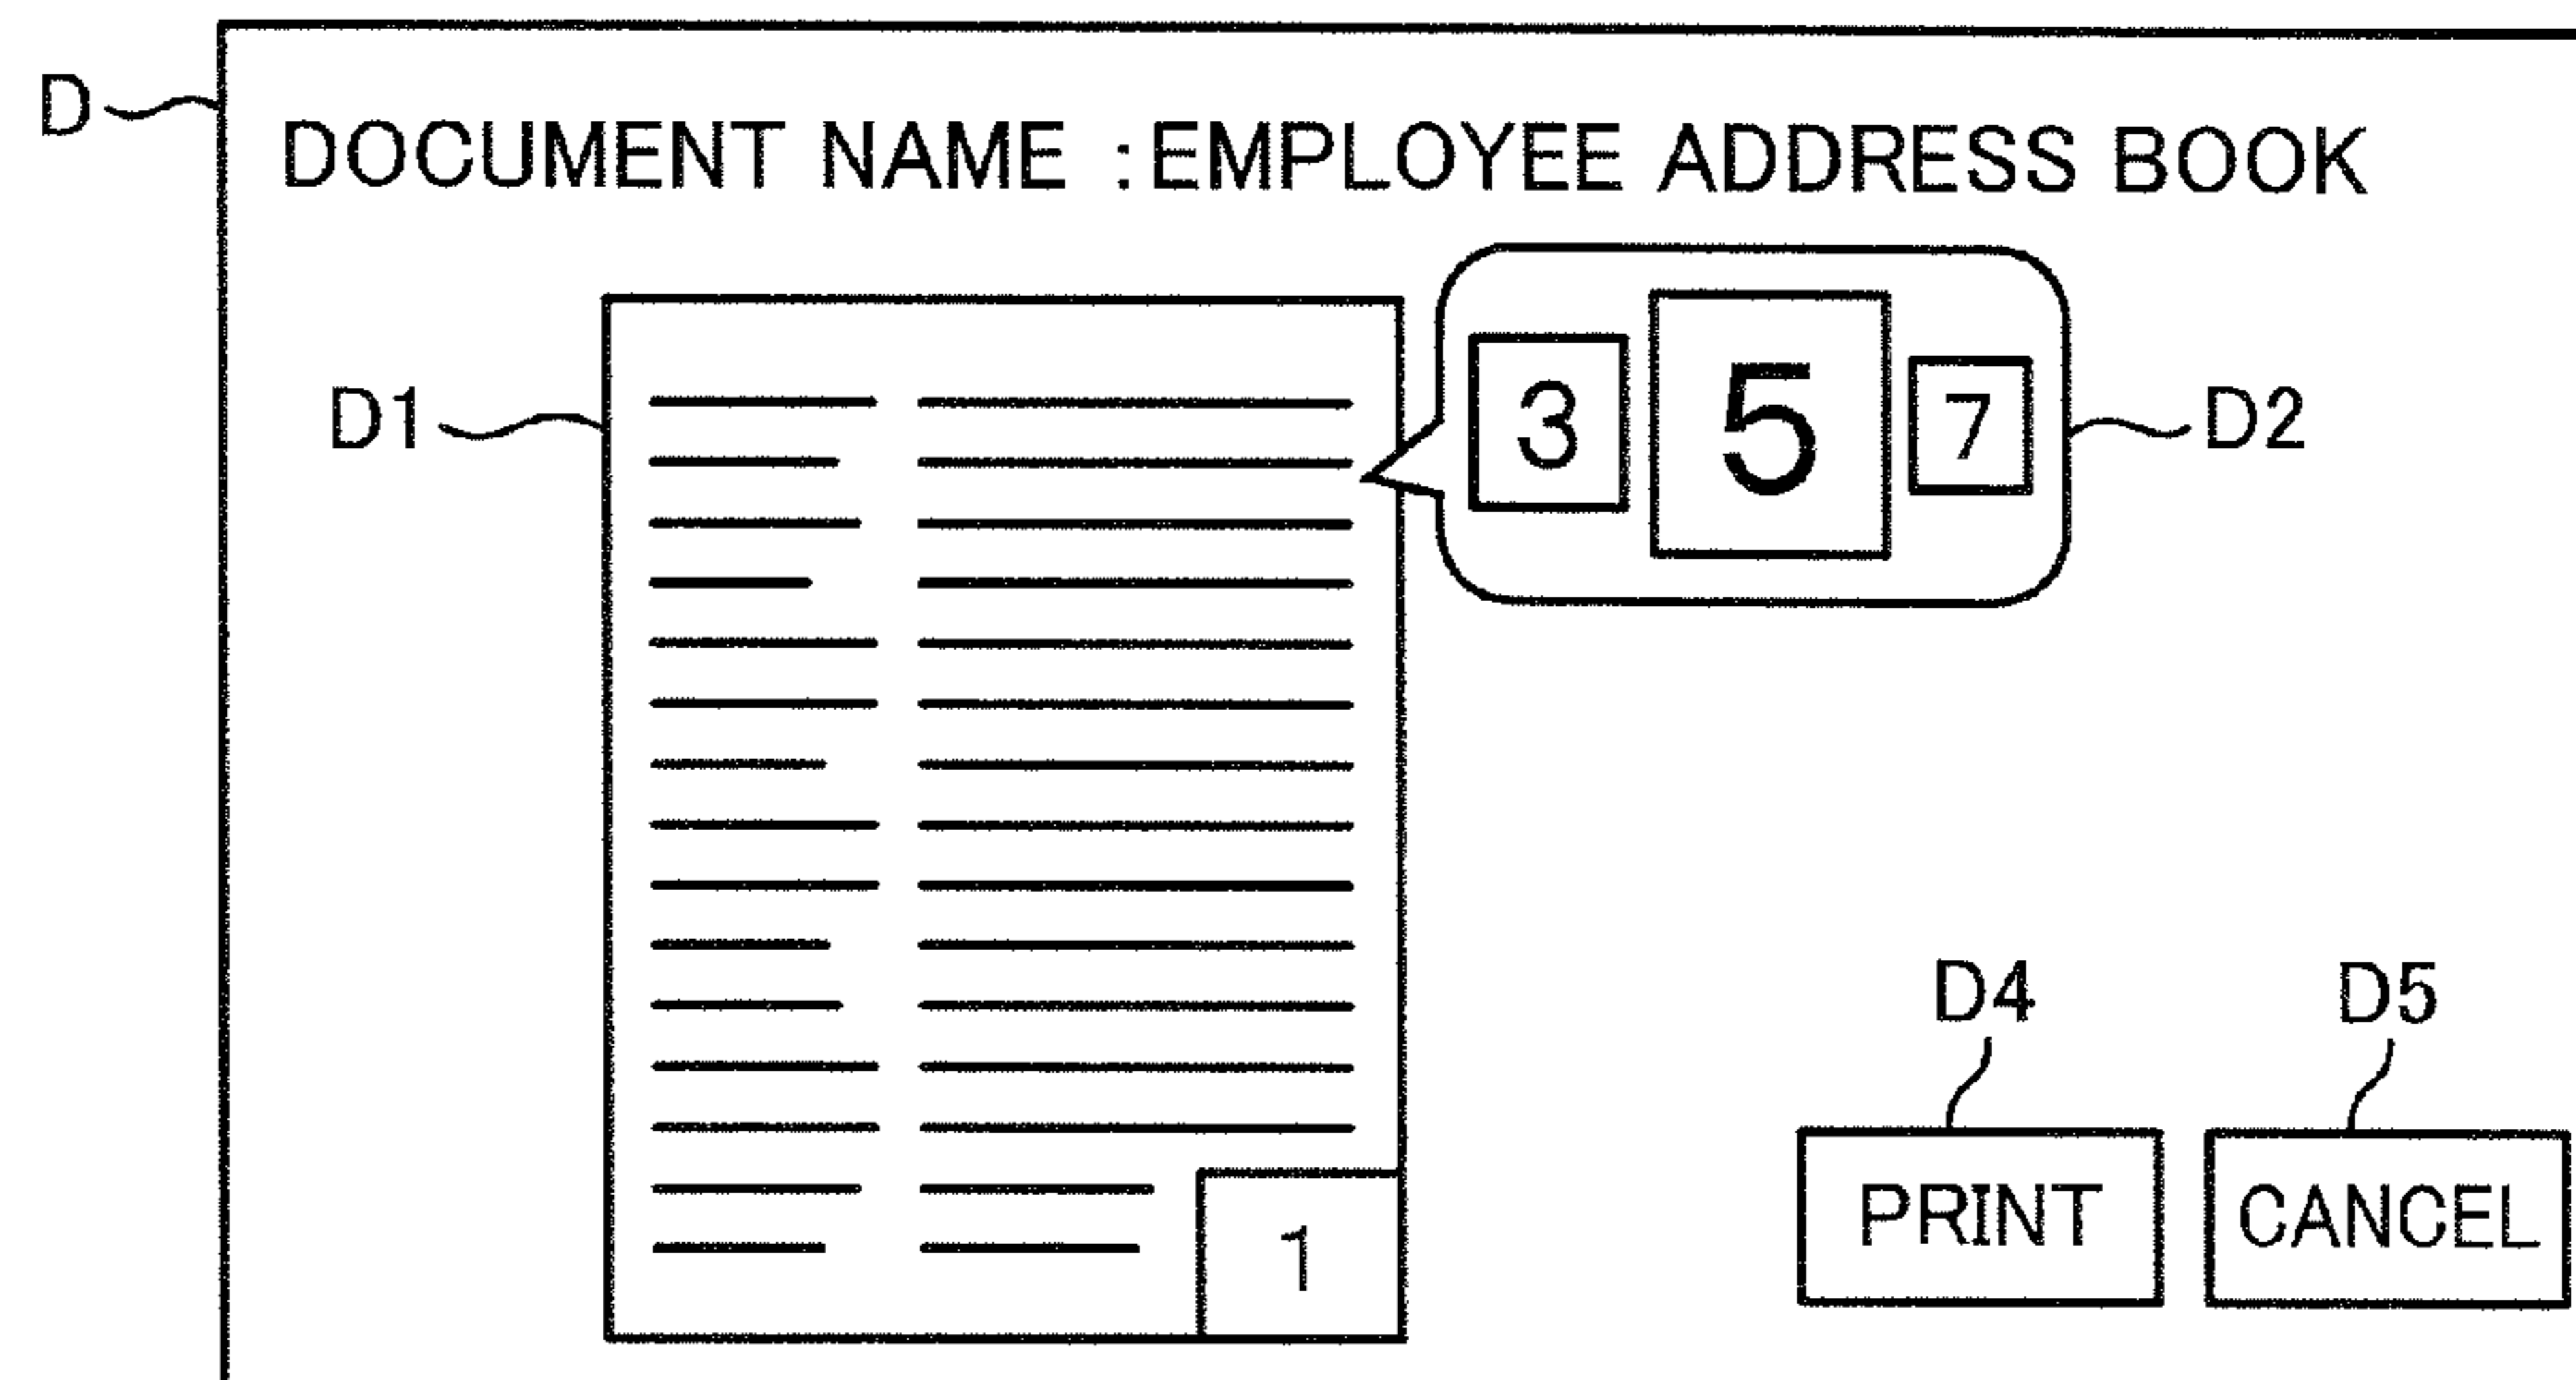 D
DOCUMENT NAME :EMPLOYEE ADDRESS BOOK
D1
3 5 7
D2
D4 D5
PRINT CANCEL
1